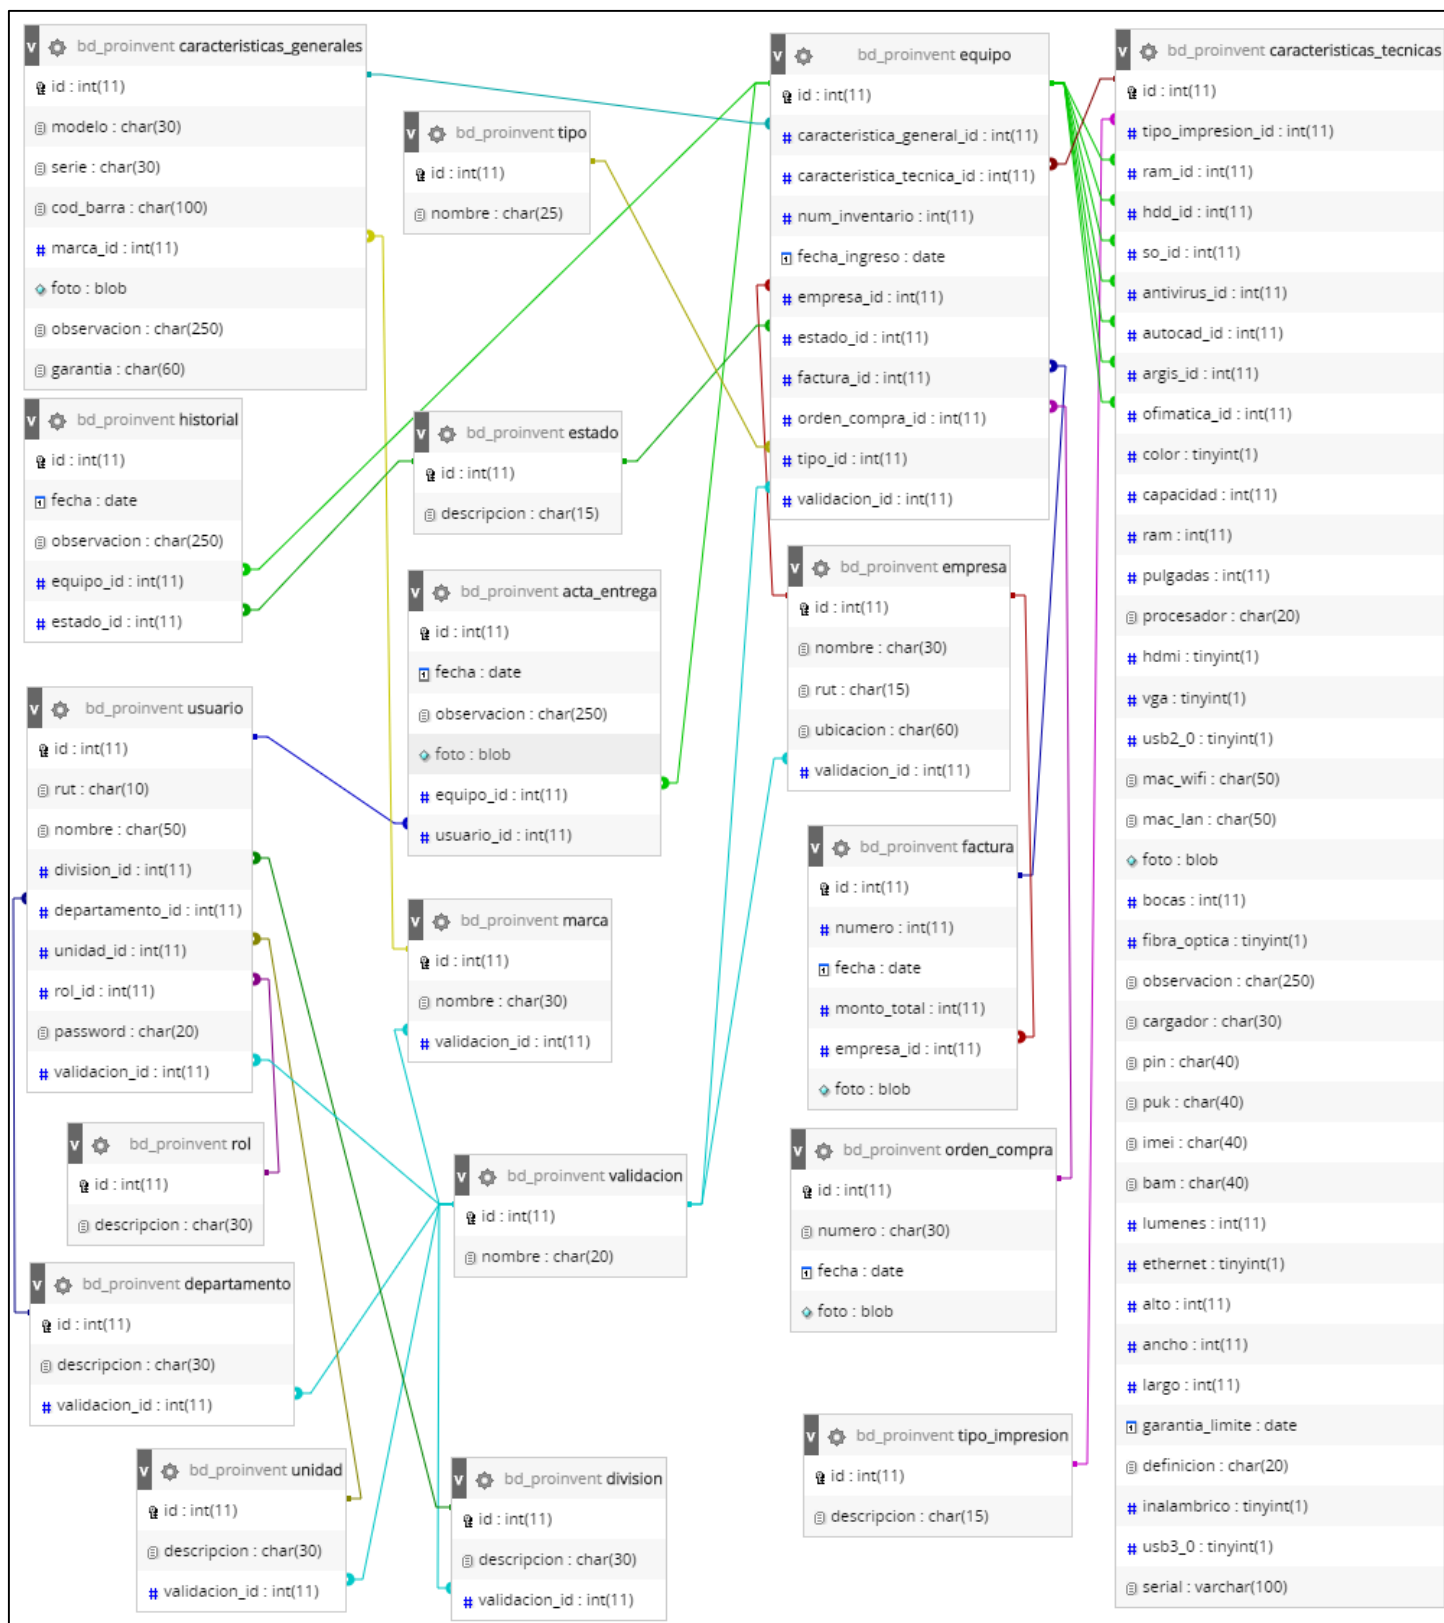 v bd_proinvent caracteristicas_generales
id : int(11)
modelo : char(30)
serie : char(30)
cod_barra : char(100)
# marca_id : int(11)
foto : blob
observacion : char(250)
garantia : char(60)
v bd_proinvent historial
id : int(11)
fecha : date
observacion : char(250)
# equipo_id : int(11)
# estado_id : int(11)
v bd_proinvent usuario
id : int(11)
rut : char(10)
nombre : char(50)
# division_id : int(11)
# departamento_id : int(11)
# unidad_id : int(11)
# rol_id : int(11)
password : char(20)
# validacion_id : int(11)
v bd_proinvent rol
id : int(11)
descripcion : char(30)
v bd_proinvent departamento
id : int(11)
descripcion : char(30)
# validacion_id : int(11)
v bd_proinvent unidad
id : int(11)
descripcion : char(30)
# validacion_id : int(11)
v bd_proinvent tipo
id : int(11)
nombre : char(25)
v bd_proinvent estado
id : int(11)
descripcion : char(15)
v bd_proinvent acta_entrega
id : int(11)
fecha : date
observacion : char(250)
foto : blob
# equipo_id : int(11)
# usuario_id : int(11)
v bd_proinvent marca
id : int(11)
nombre : char(30)
# validacion_id : int(11)
v bd_proinvent validacion
id : int(11)
nombre : char(20)
v bd_proinvent division
id : int(11)
descripcion : char(30)
# validacion_id : int(11)
v bd_proinvent equipo
id : int(11)
# caracteristica_general_id : int(11)
# caracteristica_tecnica_id : int(11)
# num_inventario : int(11)
fecha_ingreso : date
# empresa_id : int(11)
# estado_id : int(11)
# factura_id : int(11)
# orden_compra_id : int(11)
# tipo_id : int(11)
# validacion_id : int(11)
v bd_proinvent empresa
id : int(11)
nombre : char(30)
rut : char(15)
ubicacion : char(60)
# validacion_id : int(11)
v bd_proinvent factura
id : int(11)
# numero : int(11)
fecha : date
# monto_total : int(11)
# empresa_id : int(11)
foto : blob
v bd_proinvent orden_compra
id : int(11)
numero : char(30)
fecha : date
foto : blob
v bd_proinvent tipo_impresion
id : int(11)
descripcion : char(15)
v bd_proinvent caracteristicas_tecnicas
id : int(11)
# tipo_impresion_id : int(11)
# ram_id : int(11)
# hdd_id : int(11)
# so_id : int(11)
# antivirus_id : int(11)
# autocad_id : int(11)
# argis_id : int(11)
# ofimatica_id : int(11)
# color : tinyint(1)
# capacidad : int(11)
# ram : int(11)
# pulgadas : int(11)
procesador : char(20)
# hdmi : tinyint(1)
# vga : tinyint(1)
# usb2_0 : tinyint(1)
mac_wifi : char(50)
mac_lan : char(50)
foto : blob
# bocas : int(11)
# fibra_optica : tinyint(1)
observacion : char(250)
cargador : char(30)
pin : char(40)
puk : char(40)
imei : char(40)
bam : char(40)
# lumenes : int(11)
# ethernet : tinyint(1)
# alto : int(11)
# ancho : int(11)
# largo : int(11)
garantia_limite : date
definicion : char(20)
# inalambrico : tinyint(1)
# usb3_0 : tinyint(1)
serial : varchar(100)